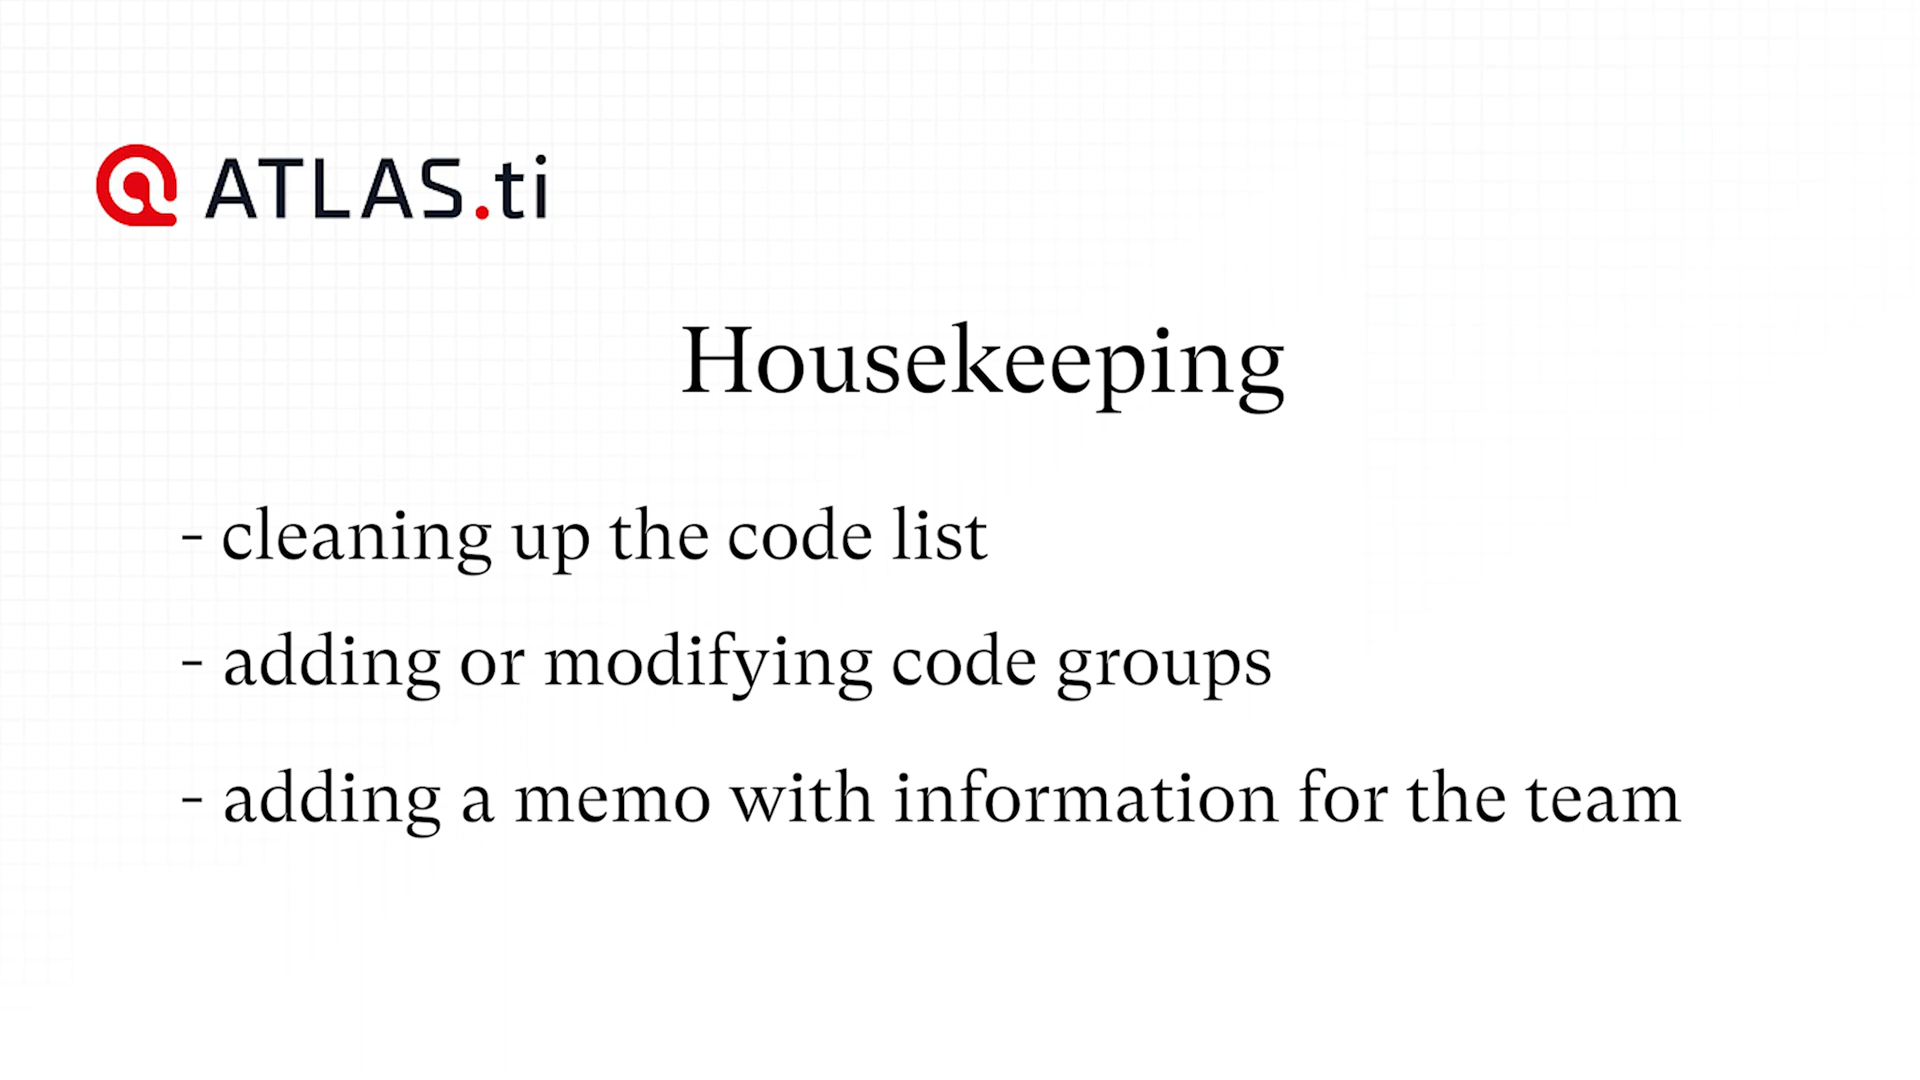 ATLAS.ti
Housekeeping
- cleaning up the code list
- adding or modifying code groups
- adding a memo with information for the team